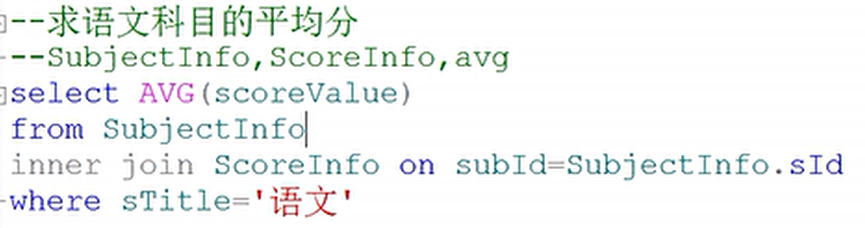 --求语文科目的平均分
--SubjectInfo,ScoreInfo,avg
select AVG(scoreValue)
from SubjectInfo
inner join ScoreInfo on subId=SubjectInfo.sId
where sTitle='语文'